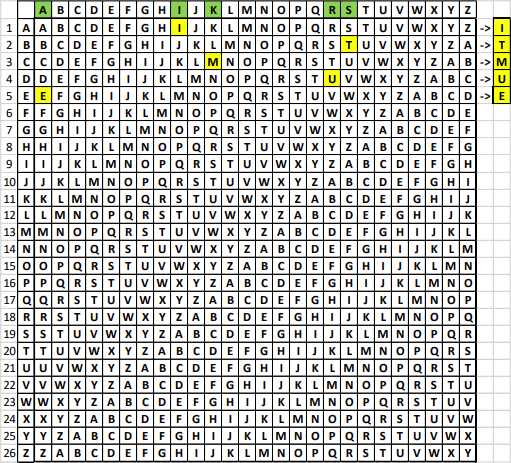 A B C D E F G H I J K L M N O P Q R S T U V W X Y Z
1 A A B C D E F G H I J K L M N O P Q R S T U V W X Y Z -> I
2 B B C D E F G H I J K L M N O P Q R S T U V W X Y Z A -> T
3 C C D E F G H I J K L M N O P Q R S T U V W X Y Z A B -> M
4 D D E F G H I J K L M N O P Q R S T U V W X Y Z A B C -> U
5 E E F G H I J K L M N O P Q R S T U V W X Y Z A B C D -> E
6 F F G H I J K L M N O P Q R S T U V W X Y Z A B C D E
7 G G H I J K L M N O P Q R S T U V W X Y Z A B C D E F
8 H H I J K L M N O P Q R S T U V W X Y Z A B C D E F G
9 I I J K L M N O P Q R S T U V W X Y Z A B C D E F G H
10 J J K L M N O P Q R S T U V W X Y Z A B C D E F G H I
11 K K L M N O P Q R S T U V W X Y Z A B C D E F G H I J
12 L L M N O P Q R S T U V W X Y Z A B C D E F G H I J K
13 M M N O P Q R S T U V W X Y Z A B C D E F G H I J K L
14 N N O P Q R S T U V W X Y Z A B C D E F G H I J K L M
15 O O P Q R S T U V W X Y Z A B C D E F G H I J K L M N
16 P P Q R S T U V W X Y Z A B C D E F G H I J K L M N O
17 Q Q R S T U V W X Y Z A B C D E F G H I J K L M N O P
18 R R S T U V W X Y Z A B C D E F G H I J K L M N O P Q
19 S S T U V W X Y Z A B C D E F G H I J K L M N O P Q R
20 T T U V W X Y Z A B C D E F G H I J K L M N O P Q R S
21 U U V W X Y Z A B C D E F G H I J K L M N O P Q R S T
22 V V W X Y Z A B C D E F G H I J K L M N O P Q R S T U
23 W W X Y Z A B C D E F G H I J K L M N O P Q R S T U V
24 X X Y Z A B C D E F G H I J K L M N O P Q R S T U V W
25 Y Y Z A B C D E F G H I J K L M N O P Q R S T U V W X
26 Z Z A B C D E F G H I J K L M N O P Q R S T U V W X Y